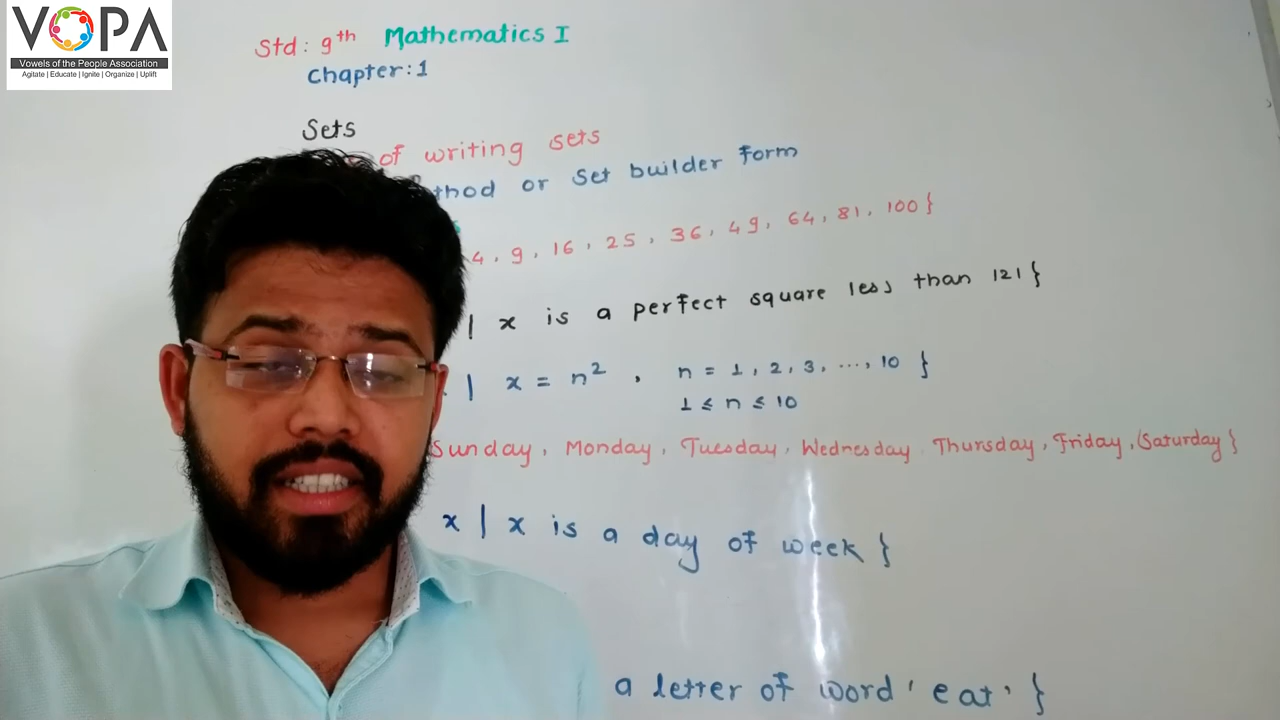 VOPA
Vowels of the People Association
Agitate | Educate | Ignite | Organize | Uplift
Std: 9th Mathematics I
Chapter: 1
Sets
of writing sets
or set builder form
4, 9, 16, 25, 36, 49, 64, 81, 100}
| x is a perfect square less than 121}
| x = n², n = 1, 2, 3, ..., 10 }
1 ≤ n ≤ 10
Sunday, Monday, Tuesday, Wednesday Thursday, Friday, Saturday }
x | x is a day of week }
a letter of word 'eat' }